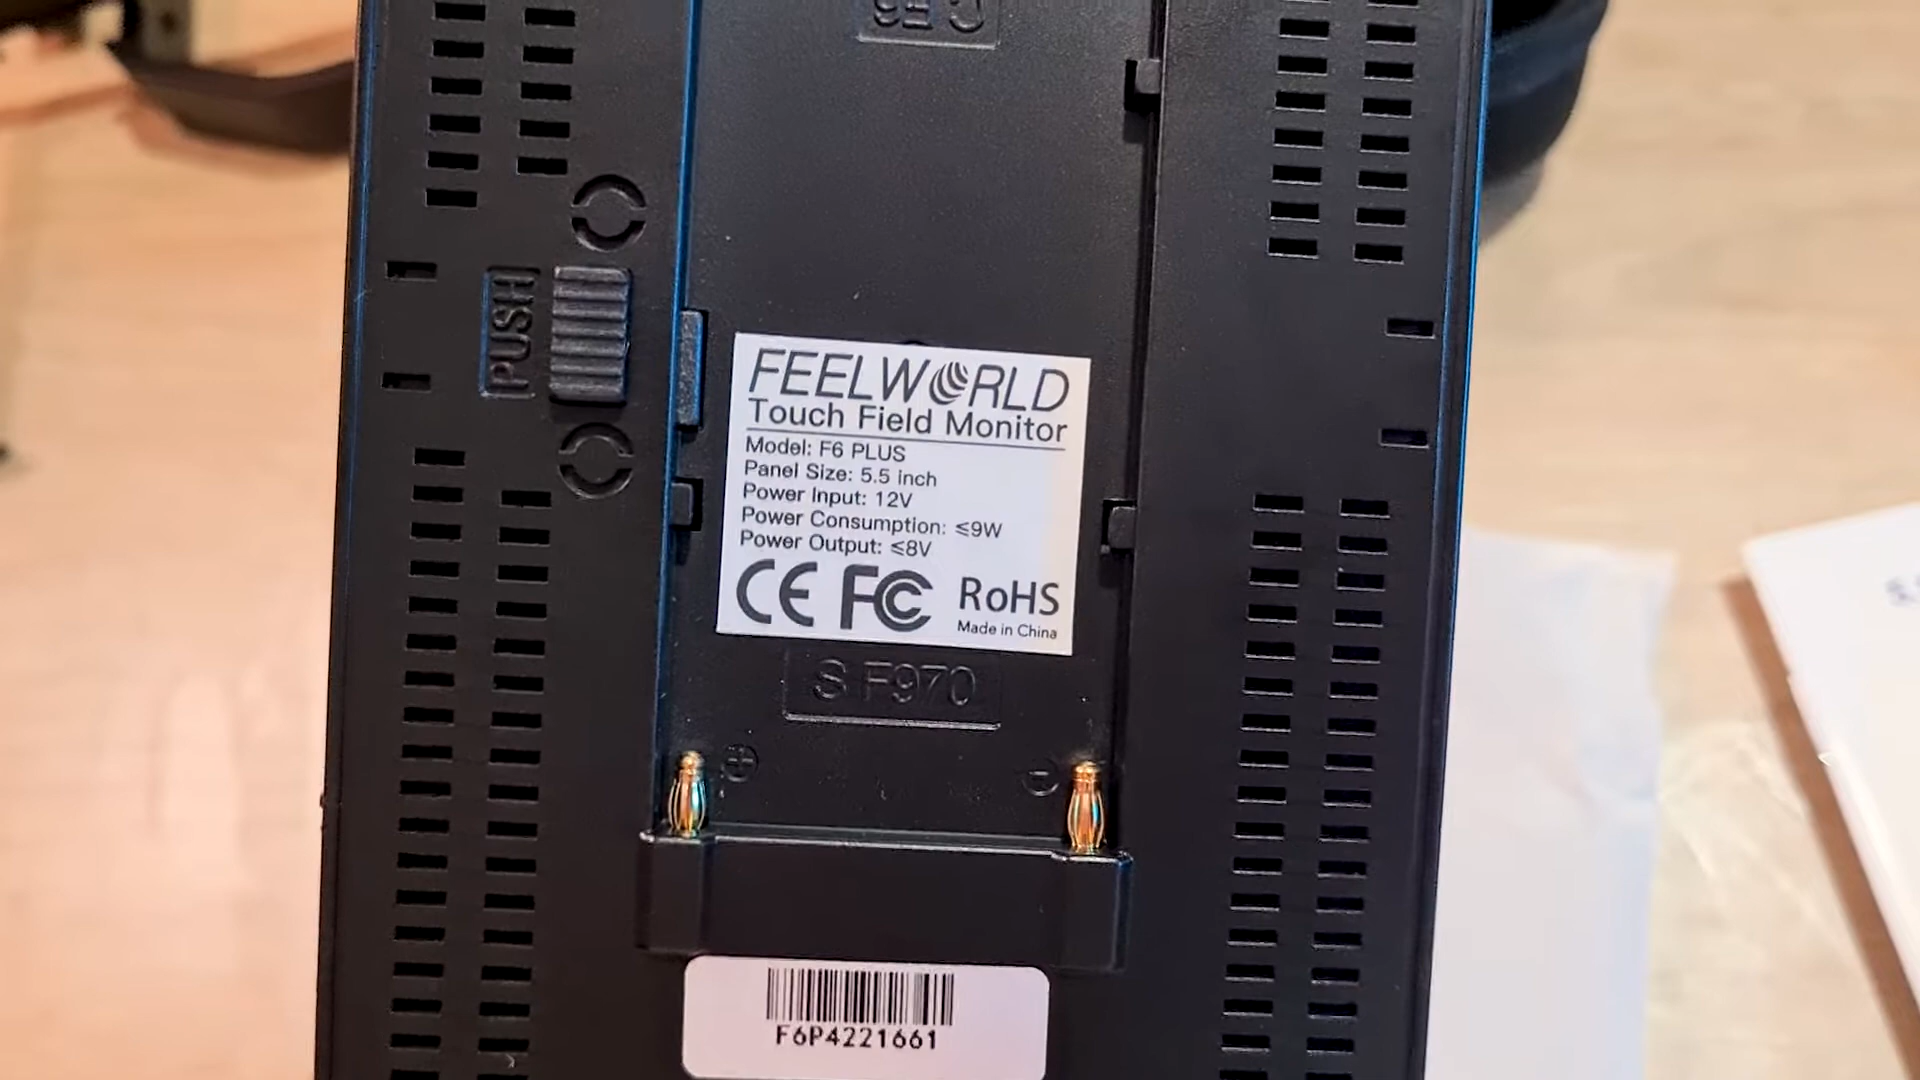 PUSH
FEELWORLD
Touch Field Monitor
Model: F6 PLUS
Panel Size: 5.5 inch
Power Input: 12V
Power Consumption: ≤9W
Power Output: ≤8V
CE FC RoHS
Made in China
S F970
F6P4221661